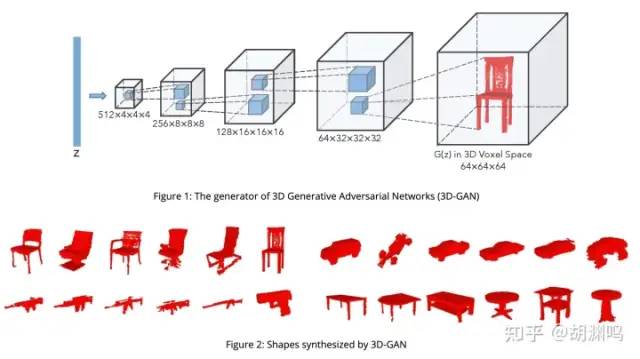 z
512×4×4×4
256×8×8×8
128×16×16×16
64×32×32×32
G(z) in 3D Voxel Space
64×64×64
Figure 1: The generator of 3D Generative Adversarial Networks (3D-GAN)
知乎 @胡渊鸣
Figure 2: Shapes synthesized by 3D-GAN